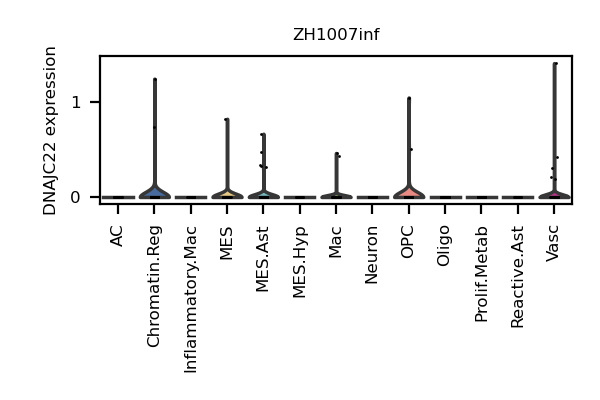 ZH1007inf
DNAJC22 expression
1
0
AC
Chromatin.Reg
Inflammatory.Mac
MES
MES.Ast
MES.Hyp
Mac
Neuron
OPC
Oligo
Prolif.Metab
Reactive.Ast
Vasc